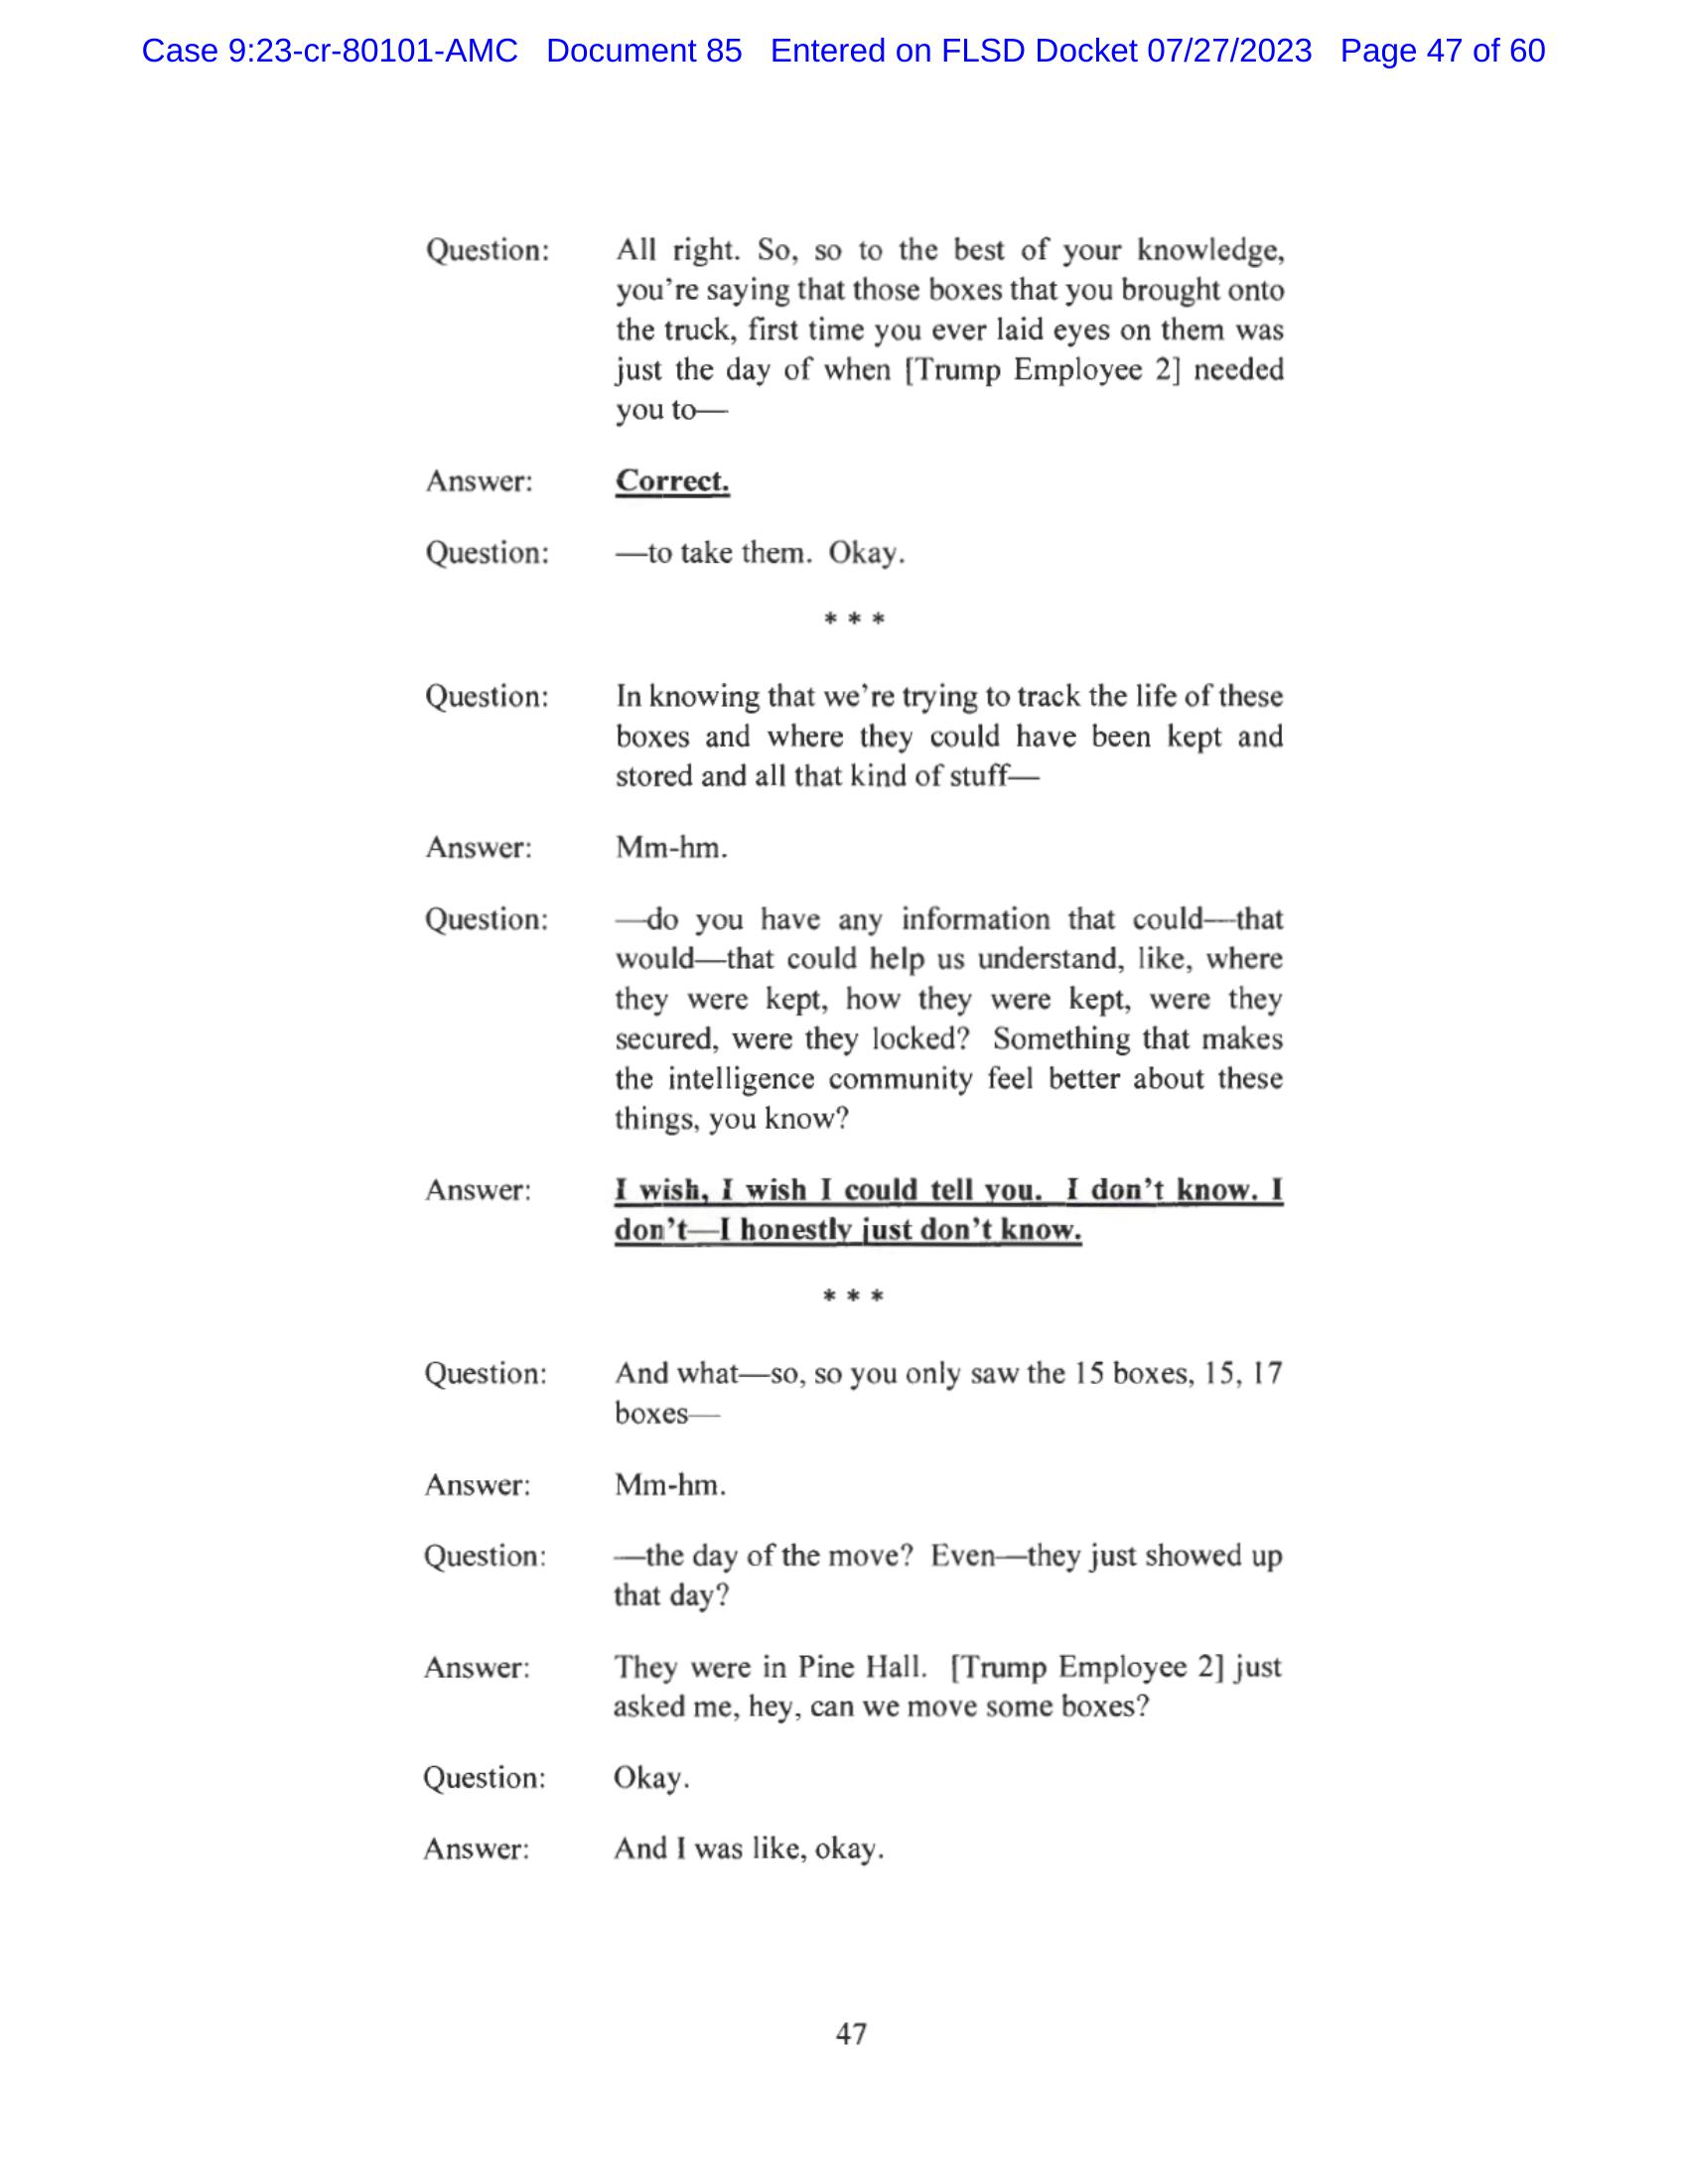 Case 9:23-cr-80101-AMC Document 85 Entered on FLSD Docket 07/27/2023 Page 47 of 60
Question: All right. So, so to the best of your knowledge,
you're saying that those boxes that you brought onto
the truck, first time you ever laid eyes on them was
just the day of when [Trump Employee 2] needed
you to—
Answer: Correct.
Question: —to take them. Okay.
* * *
Question: In knowing that we're trying to track the life of these
boxes and where they could have been kept and
stored and all that kind of stuff—
Answer: Mm-hm.
Question: —do you have any information that could—that
would—that could help us understand, like, where
they were kept, how they were kept, were they
secured, were they locked? Something that makes
the intelligence community feel better about these
things, you know?
Answer: I wish, I wish I could tell you. I don't know. I
don't—I honestly just don't know.
* * *
Question: And what—so, so you only saw the 15 boxes, 15, 17
boxes—
Answer: Mm-hm.
Question: —the day of the move? Even—they just showed up
that day?
Answer: They were in Pine Hall. [Trump Employee 2] just
asked me, hey, can we move some boxes?
Question: Okay.
Answer: And I was like, okay.
47